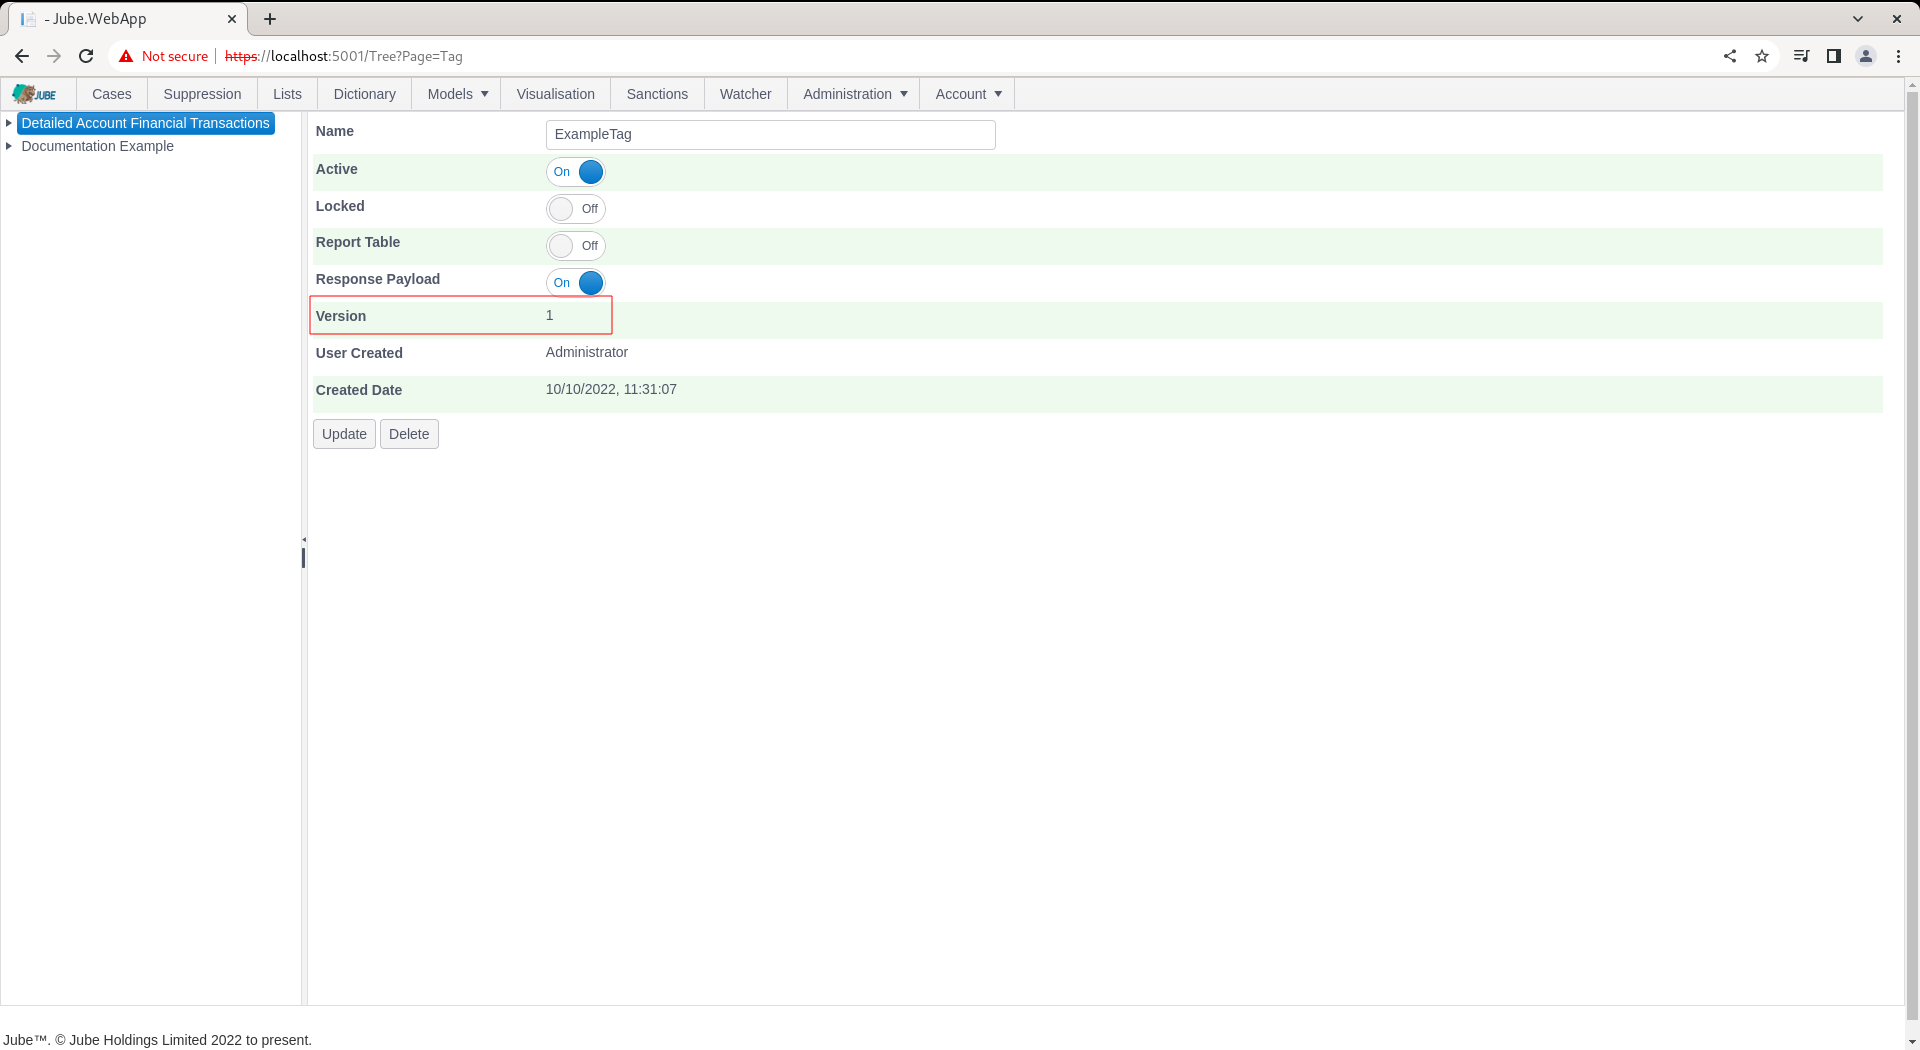 - Jube.WebApp
Not secure https://localhost:5001/Tree?Page=Tag
JUBE Cases Suppression Lists Dictionary Models Visualisation Sanctions Watcher Administration Account
Detailed Account Financial Transactions
Documentation Example
Name ExampleTag
Active On
Locked Off
Report Table Off
Response Payload On
Version 1
User Created Administrator
Created Date 10/10/2022, 11:31:07
Update Delete
Jube™. © Jube Holdings Limited 2022 to present.